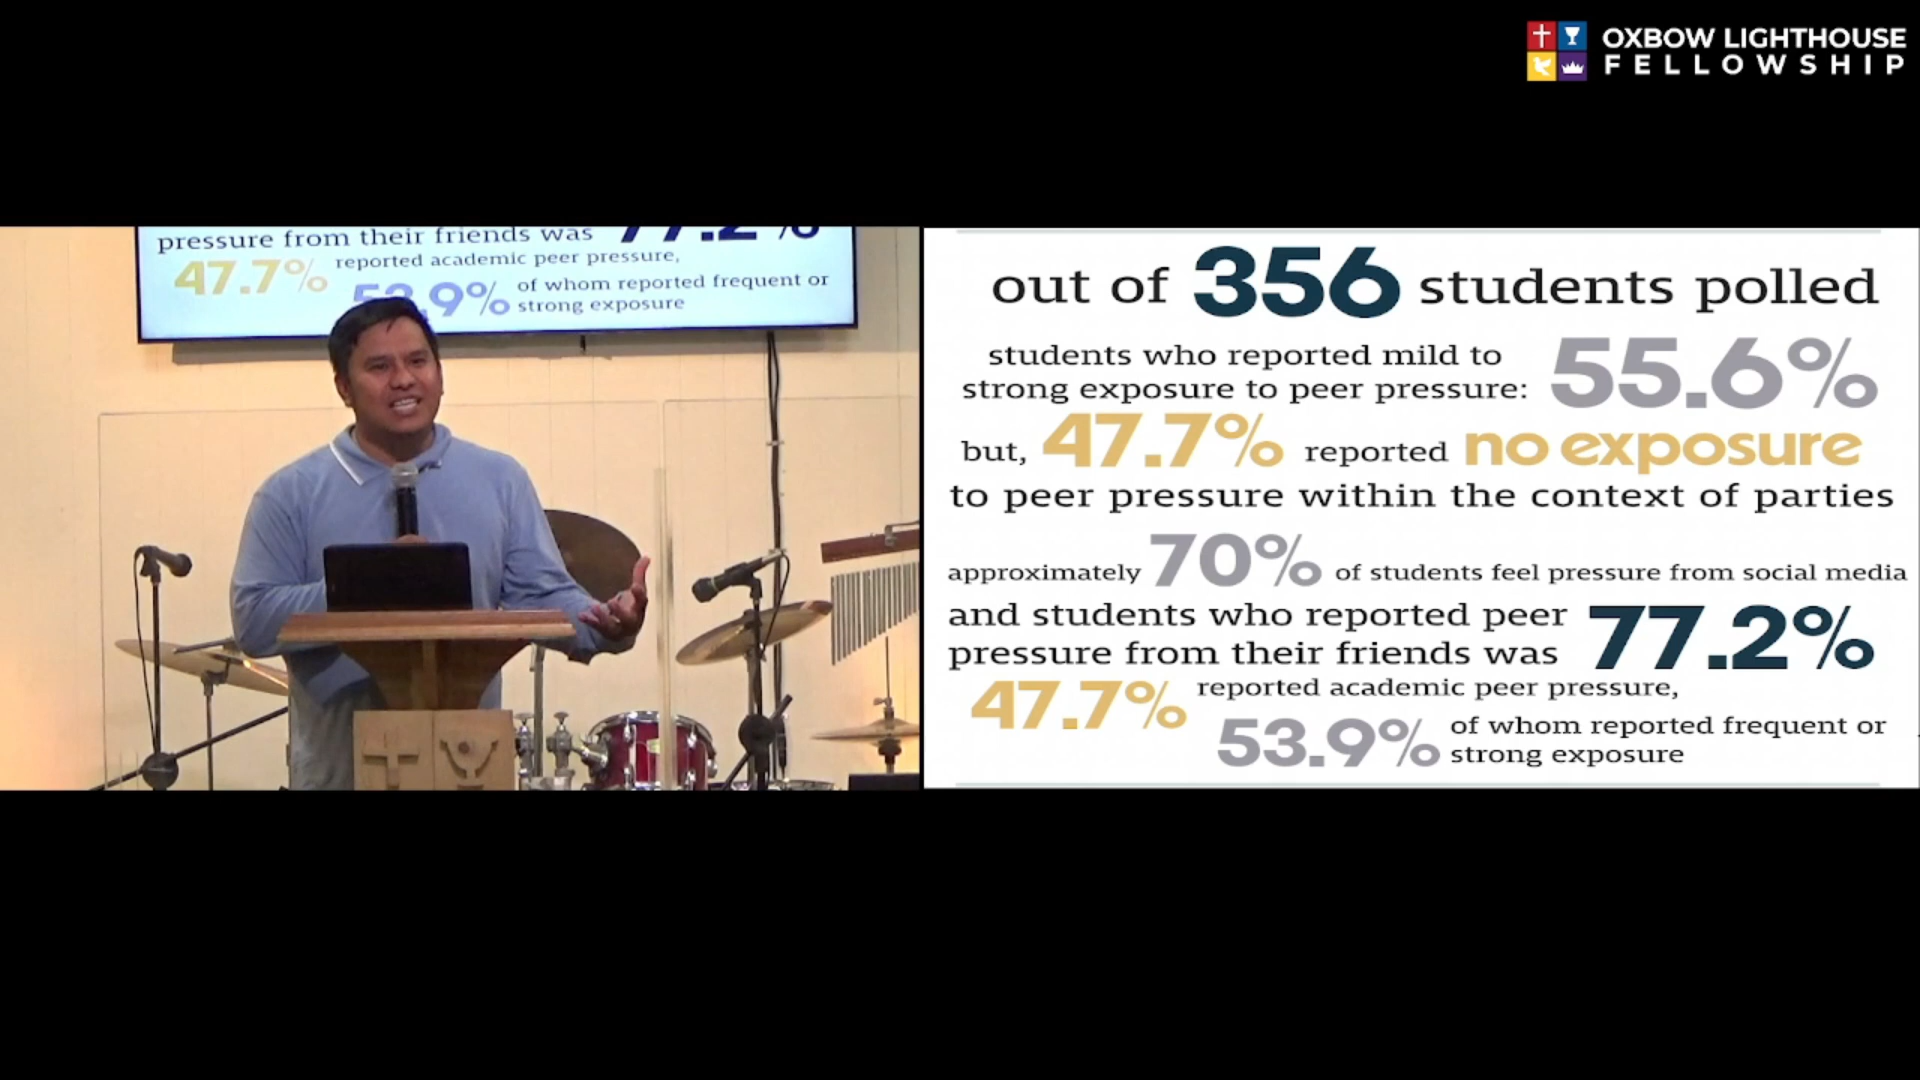 OXBOW LIGHTHOUSE
FELLOWSHIP
pressure from their friends was 77.2%
47.7% reported academic peer pressure,
53.9% of whom reported frequent or
strong exposure
out of 356 students polled
students who reported mild to
strong exposure to peer pressure: 55.6%
but, 47.7% reported no exposure
to peer pressure within the context of parties
approximately 70% of students feel pressure from social media
and students who reported peer
pressure from their friends was 77.2%
47.7% reported academic peer pressure,
53.9% of whom reported frequent or
strong exposure